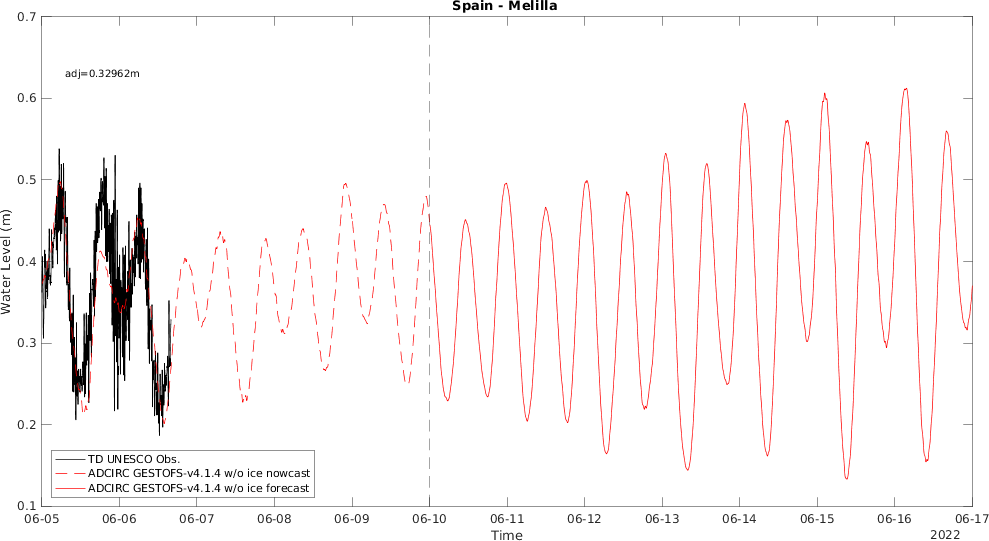 Spain - Melilla
0.7
0.6
0.5
0.4
0.3
0.2
0.1
Water Level (m)
adj=0.32962m
TD UNESCO Obs.
ADCIRC GESTOFS-v4.1.4 w/o ice nowcast
ADCIRC GESTOFS-v4.1.4 w/o ice forecast
06-05 06-06 06-07 06-08 06-09 06-10 06-11 06-12 06-13 06-14 06-15 06-16 06-17
Time
2022